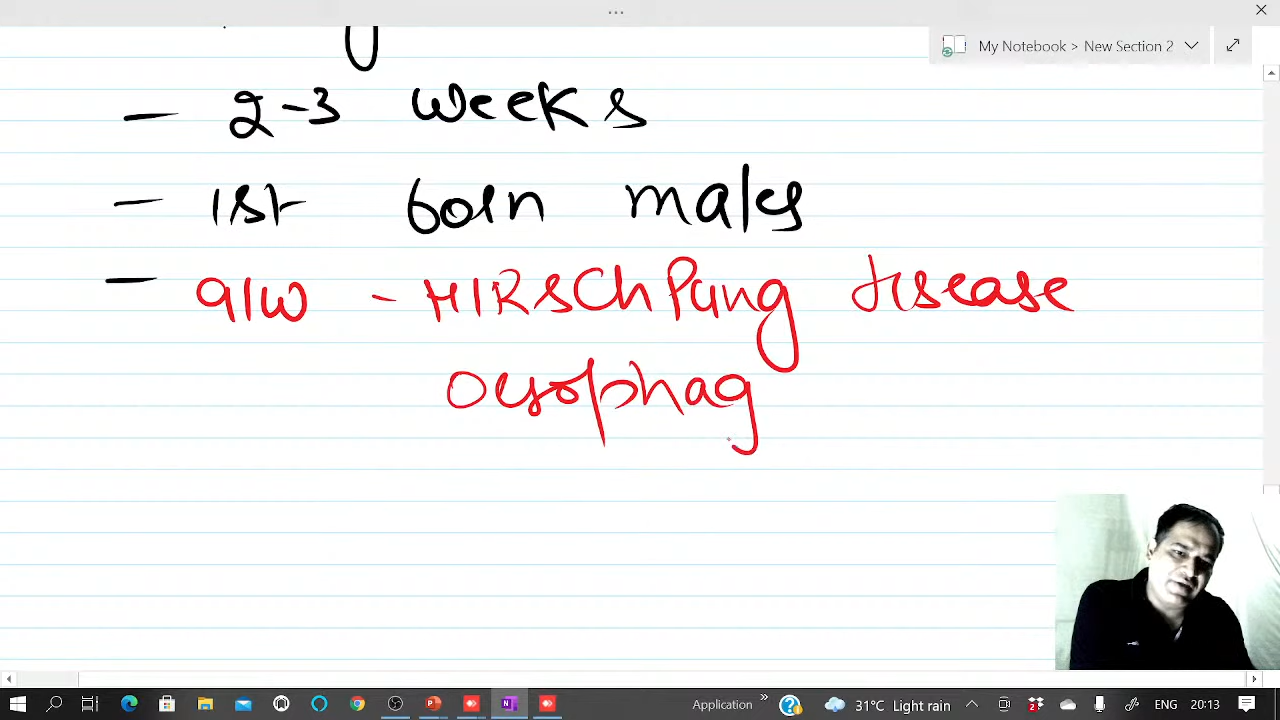 My Notebook > New Section 2
- 2-3 weeks
- 1st born males
- a/w - HIRSChPung disease
Oesophag
Application
»
31°C Light rain
ENG
20:13